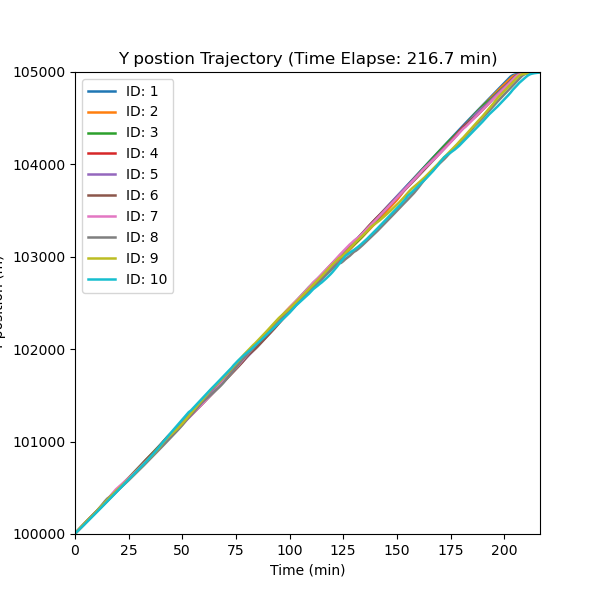 Y postion Trajectory (Time Elapse: 216.7 min)
105000
104000
103000
102000
101000
100000
ID: 1
ID: 2
ID: 3
ID: 4
ID: 5
ID: 6
ID: 7
ID: 8
ID: 9
ID: 10
0 25 50 75 100 125 150 175 200
Time (min)